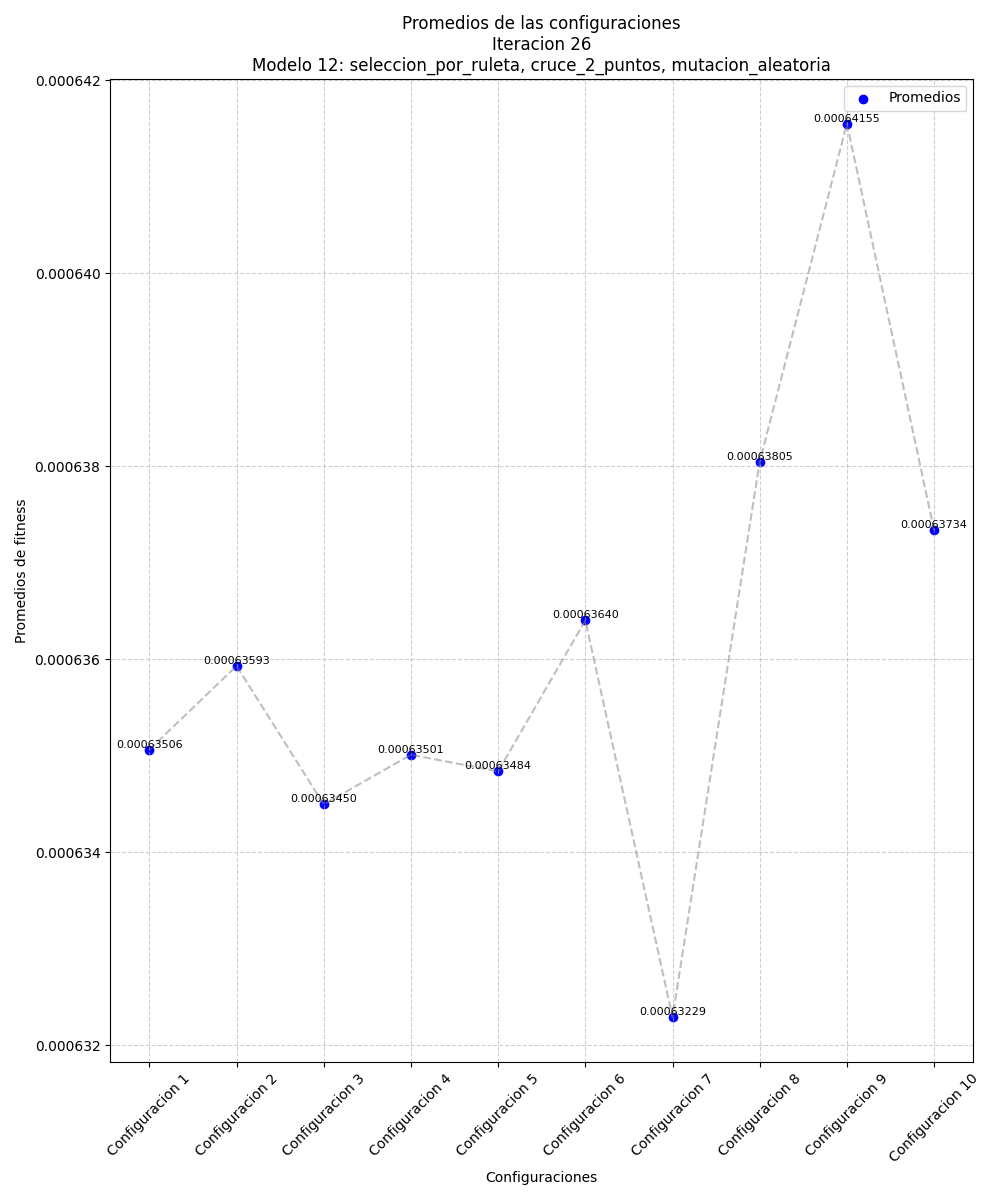 Promedios de las configuraciones
Iteracion 26
Modelo 12: seleccion_por_ruleta, cruce_2_puntos, mutacion_aleatoria
Promedios
0.000642
0.000640
0.000638
0.000636
0.000634
0.000632
Promedios de fitness
0.00063506
0.00063593
0.00063450
0.00063501
0.00063484
0.00063640
0.00063229
0.00063805
0.00064155
0.00063734
Configuracion 1
Configuracion 2
Configuracion 3
Configuracion 4
Configuracion 5
Configuracion 6
Configuracion 7
Configuracion 8
Configuracion 9
Configuracion 10
Configuraciones